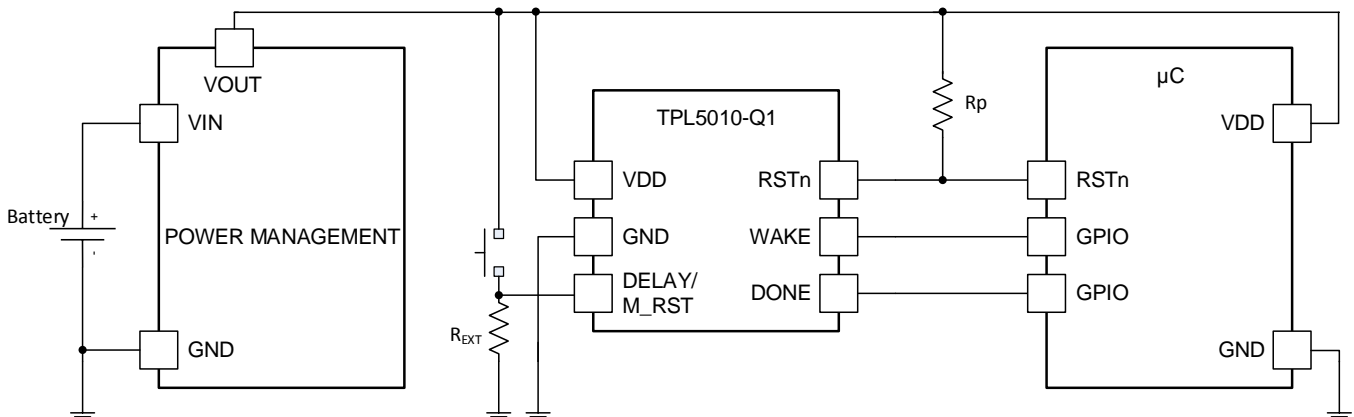 VOUT
VIN
Battery
+
-
POWER MANAGEMENT
GND
TPL5010-Q1
VDD
GND
DELAY/
M_RST
RSTn
WAKE
DONE
REXT
Rp
µC
VDD
RSTn
GPIO
GPIO
GND